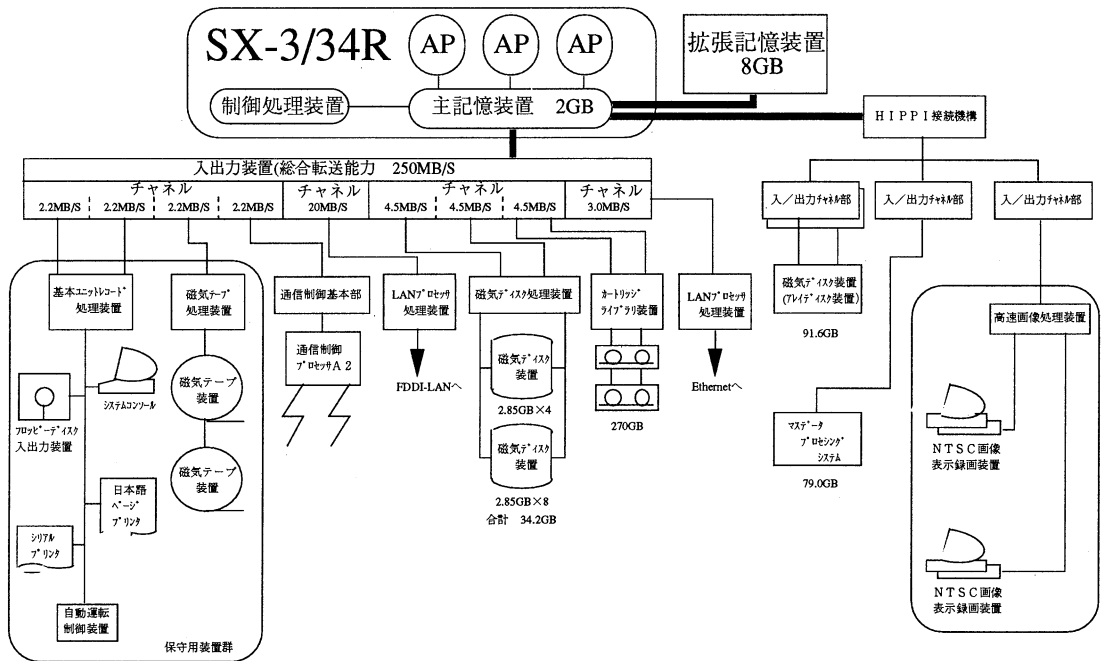 SX-3/34R
AP
AP
AP
制御処理装置
主記憶装置 2GB
拡張記憶装置
8GB
HIPPI接続機構
入出力装置(総合転送能力 250MB/S
チャネル
チャネル
チャネル
チャネル
2.2MB/S
2.2MB/S
2.2MB/S
2.2MB/S
20MB/S
4.5MB/S
4.5MB/S
4.5MB/S
3.0MB/S
入/出力チャネル部
入/出力チャネル部
入/出力チャネル部
基本ユニットレコード
処理装置
磁気テープ
処理装置
通信制御基本部
LANプロセッサ
処理装置
磁気ディスク処理装置
カートリッジ
ライブラリ装置
LANプロセッサ
処理装置
磁気ディスク装置
(アレイディスク装置)
91.6GB
高速画像処理装置
通信制御
プロセッサA2
FDDI-LANへ
磁気ディスク
装置
2.85GB×4
磁気ディスク
装置
2.85GB×8
合計 34.2GB
270GB
Ethernetへ
マスデータ
プロセシング
システム
79.0GB
NTSC画像
表示録画装置
NTSC画像
表示録画装置
システムコンソール
フロッピーディスク
入出力装置
磁気テープ
装置
磁気テープ
装置
日本語
ページ
プリンタ
シリアル
プリンタ
自動運転
制御装置
保守用装置群